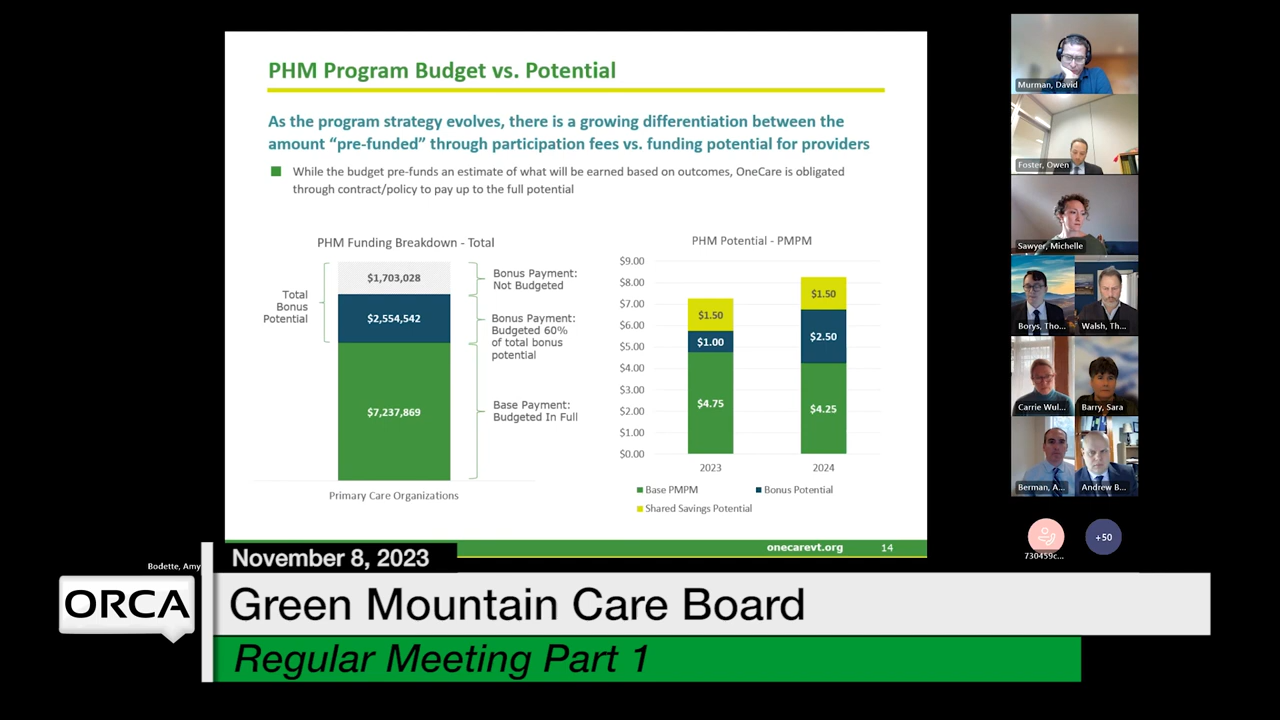 PHM Program Budget vs. Potential
As the program strategy evolves, there is a growing differentiation between the
amount “pre-funded” through participation fees vs. funding potential for providers
While the budget pre-funds an estimate of what will be earned based on outcomes, OneCare is obligated
through contract/policy to pay up to the full potential
PHM Funding Breakdown - Total
Total
Bonus
Potential
$1,703,028
$2,554,542
$7,237,869
Bonus Payment:
Not Budgeted
Bonus Payment:
Budgeted 60%
of total bonus
potential
Base Payment:
Budgeted In Full
Primary Care Organizations
PHM Potential - PMPM
$9.00
$8.00
$7.00
$6.00
$5.00
$4.00
$3.00
$2.00
$1.00
$0.00
$1.50
$1.00
$4.75
$1.50
$2.50
$4.25
2023
2024
Base PMPM
Bonus Potential
Shared Savings Potential
onecarevt.org
14
Murman, David
Foster, Owen
Sawyer, Michelle
Borys, Tho...
Walsh, Th...
Carrie Wul...
Barry, Sara
Berman, A...
Andrew B...
730459c...
+50
Bodette, Amy
November 8, 2023
ORCA
Green Mountain Care Board
Regular Meeting Part 1